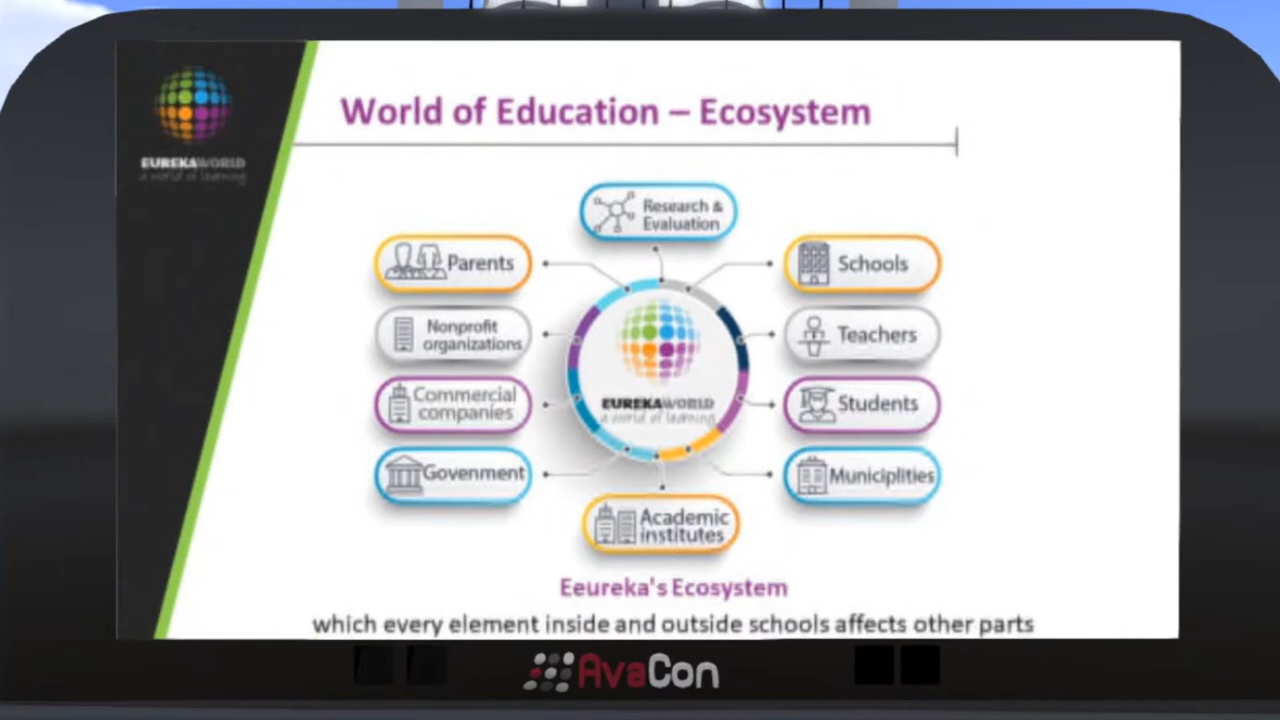 World of Education – Ecosystem
EUREKAWORLD
a world of learning
Research &
Evaluation
Parents
Schools
Nonprofit
organizations
Teachers
Commercial
companies
Students
Govenment
Municiplities
EUREKAWORLD
a world of learning
Academic
institutes
Eeureka's Ecosystem
which every element inside and outside schools affects other parts
AvaCon